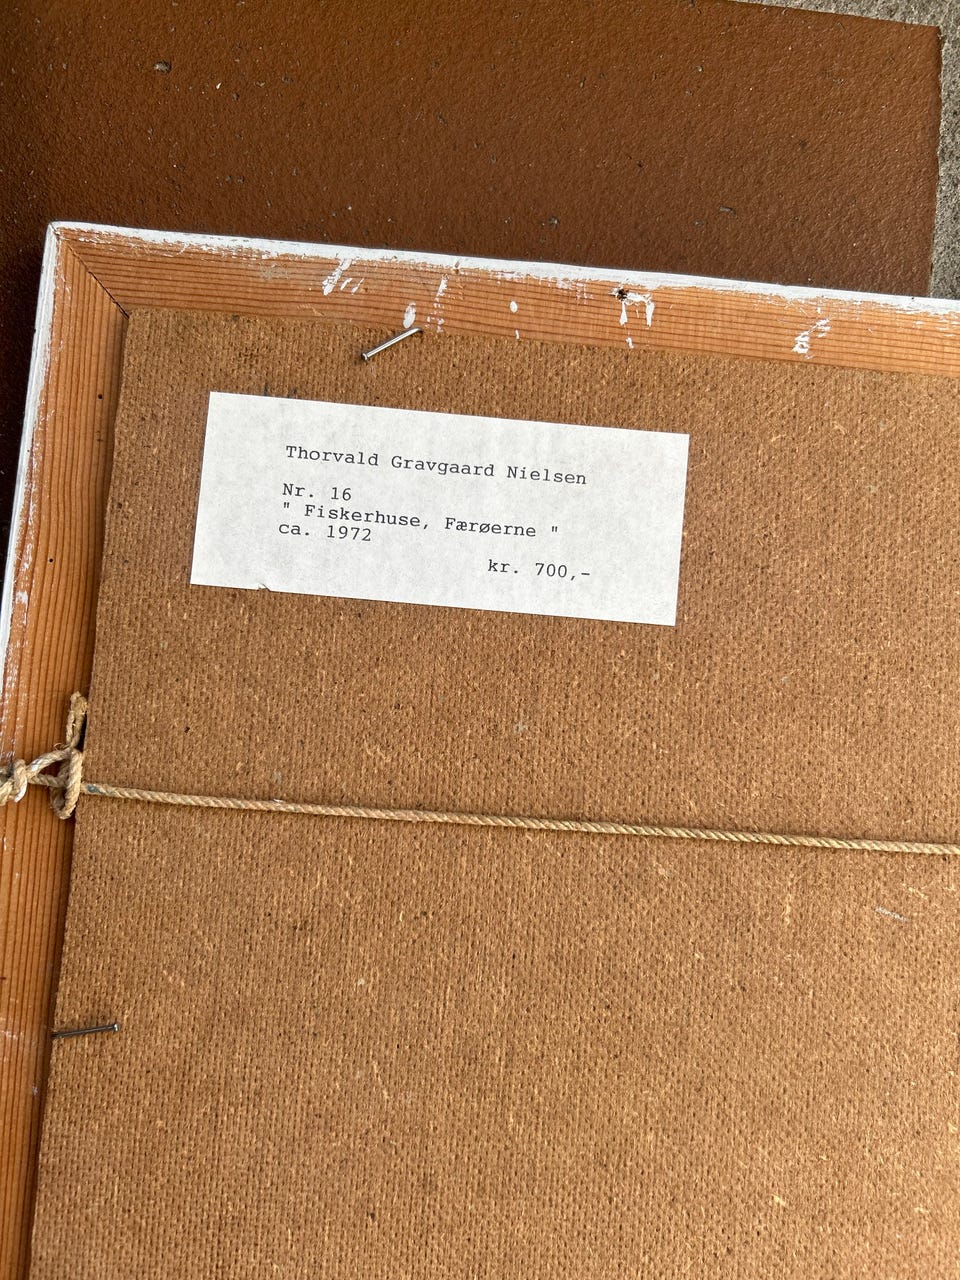 Thorvald Gravgaard Nielsen
Nr. 16
" Fiskerhuse, Færøerne "
ca. 1972
kr. 700,-